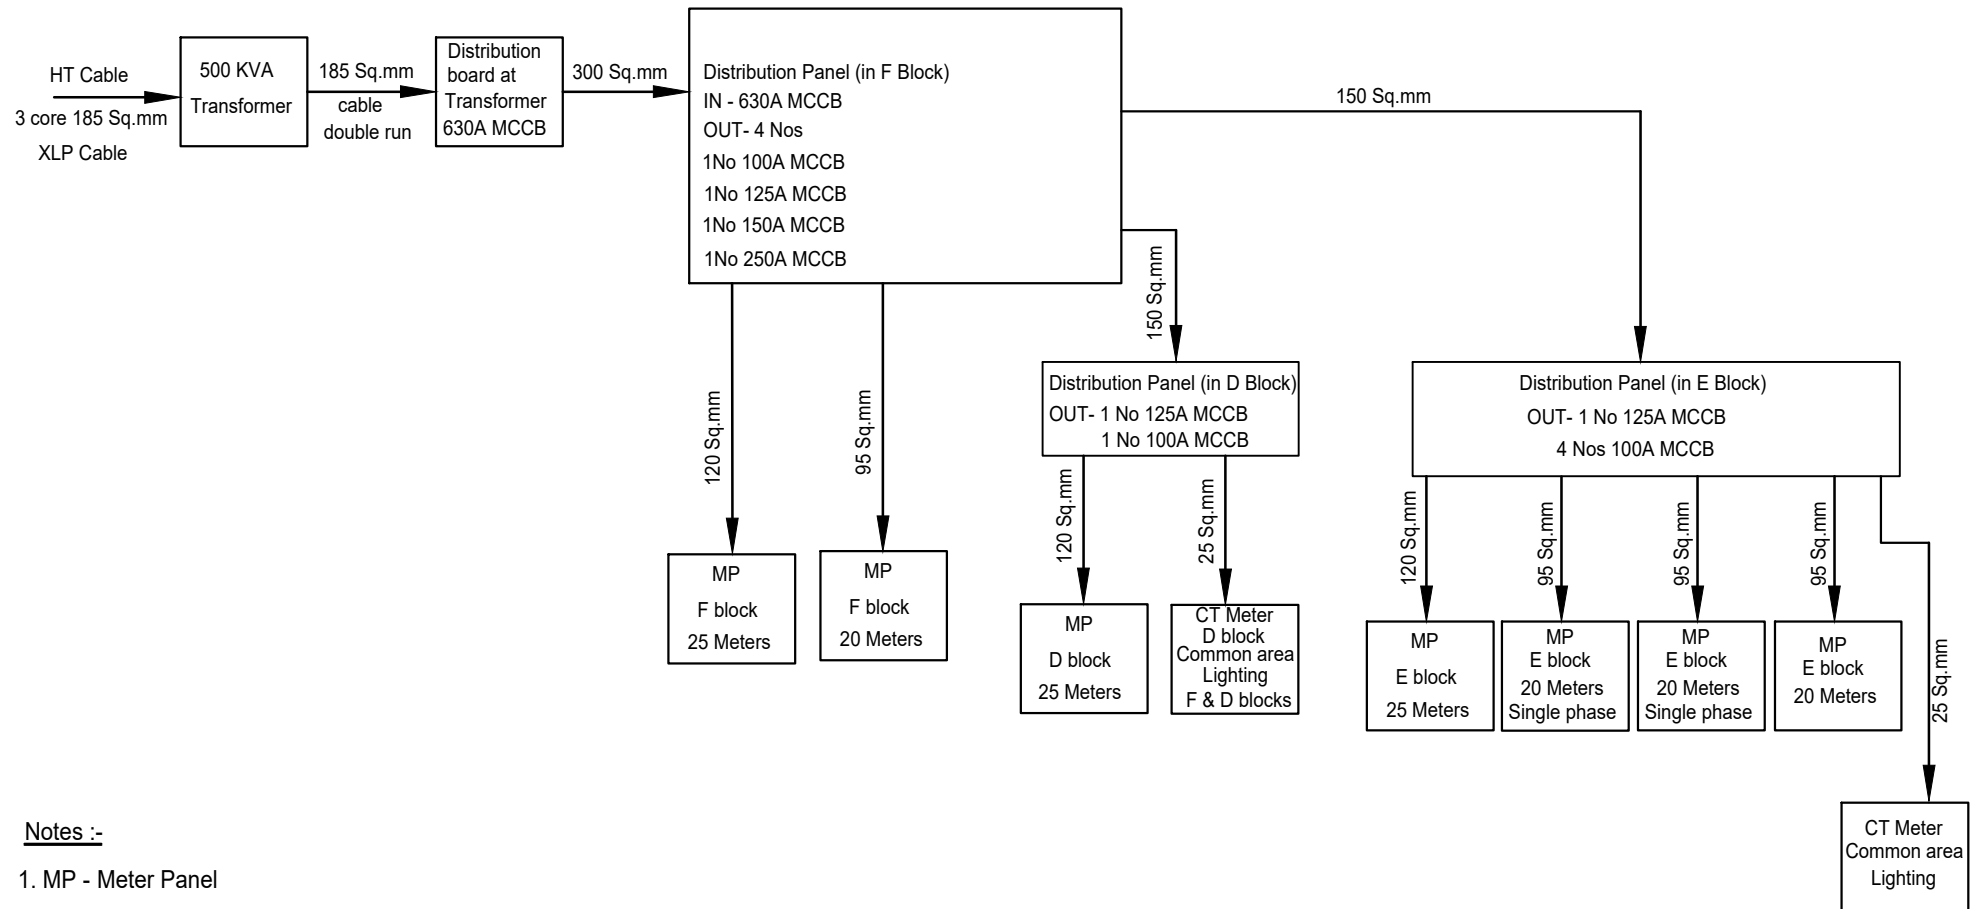 HT Cable
3 core 185 Sq.mm
XLP Cable
500 KVA
Transformer
185 Sq.mm
cable
double run
Distribution
board at
Transformer
630A MCCB
300 Sq.mm
Distribution Panel (in F Block)
IN - 630A MCCB
OUT- 4 Nos
1No 100A MCCB
1No 125A MCCB
1No 150A MCCB
1No 250A MCCB
150 Sq.mm
150 Sq.mm
120 Sq.mm
95 Sq.mm
Distribution Panel (in D Block)
OUT- 1 No 125A MCCB
1 No 100A MCCB
Distribution Panel (in E Block)
OUT- 1 No 125A MCCB
4 Nos 100A MCCB
120 Sq.mm
25 Sq.mm
120 Sq.mm
95 Sq.mm
95 Sq.mm
95 Sq.mm
25 Sq.mm
MP
F block
25 Meters
MP
F block
20 Meters
MP
D block
25 Meters
CT Meter
D block
Common area
Lighting
F & D blocks
MP
E block
25 Meters
MP
E block
20 Meters
Single phase
MP
E block
20 Meters
Single phase
MP
E block
20 Meters
CT Meter
Common area
Lighting
Notes :-
1. MP - Meter Panel